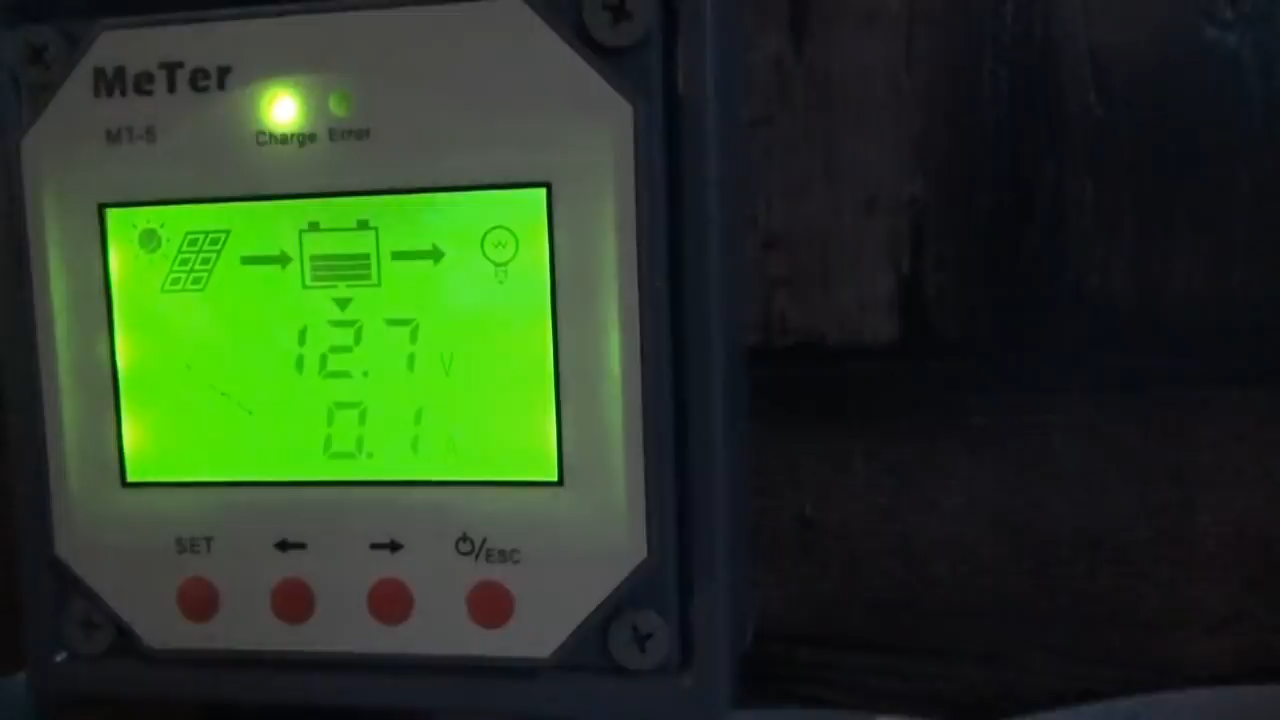 MeTer
MT-5
Charge Error
12.7 V
0.1 A
SET ← → ⏻/ESC